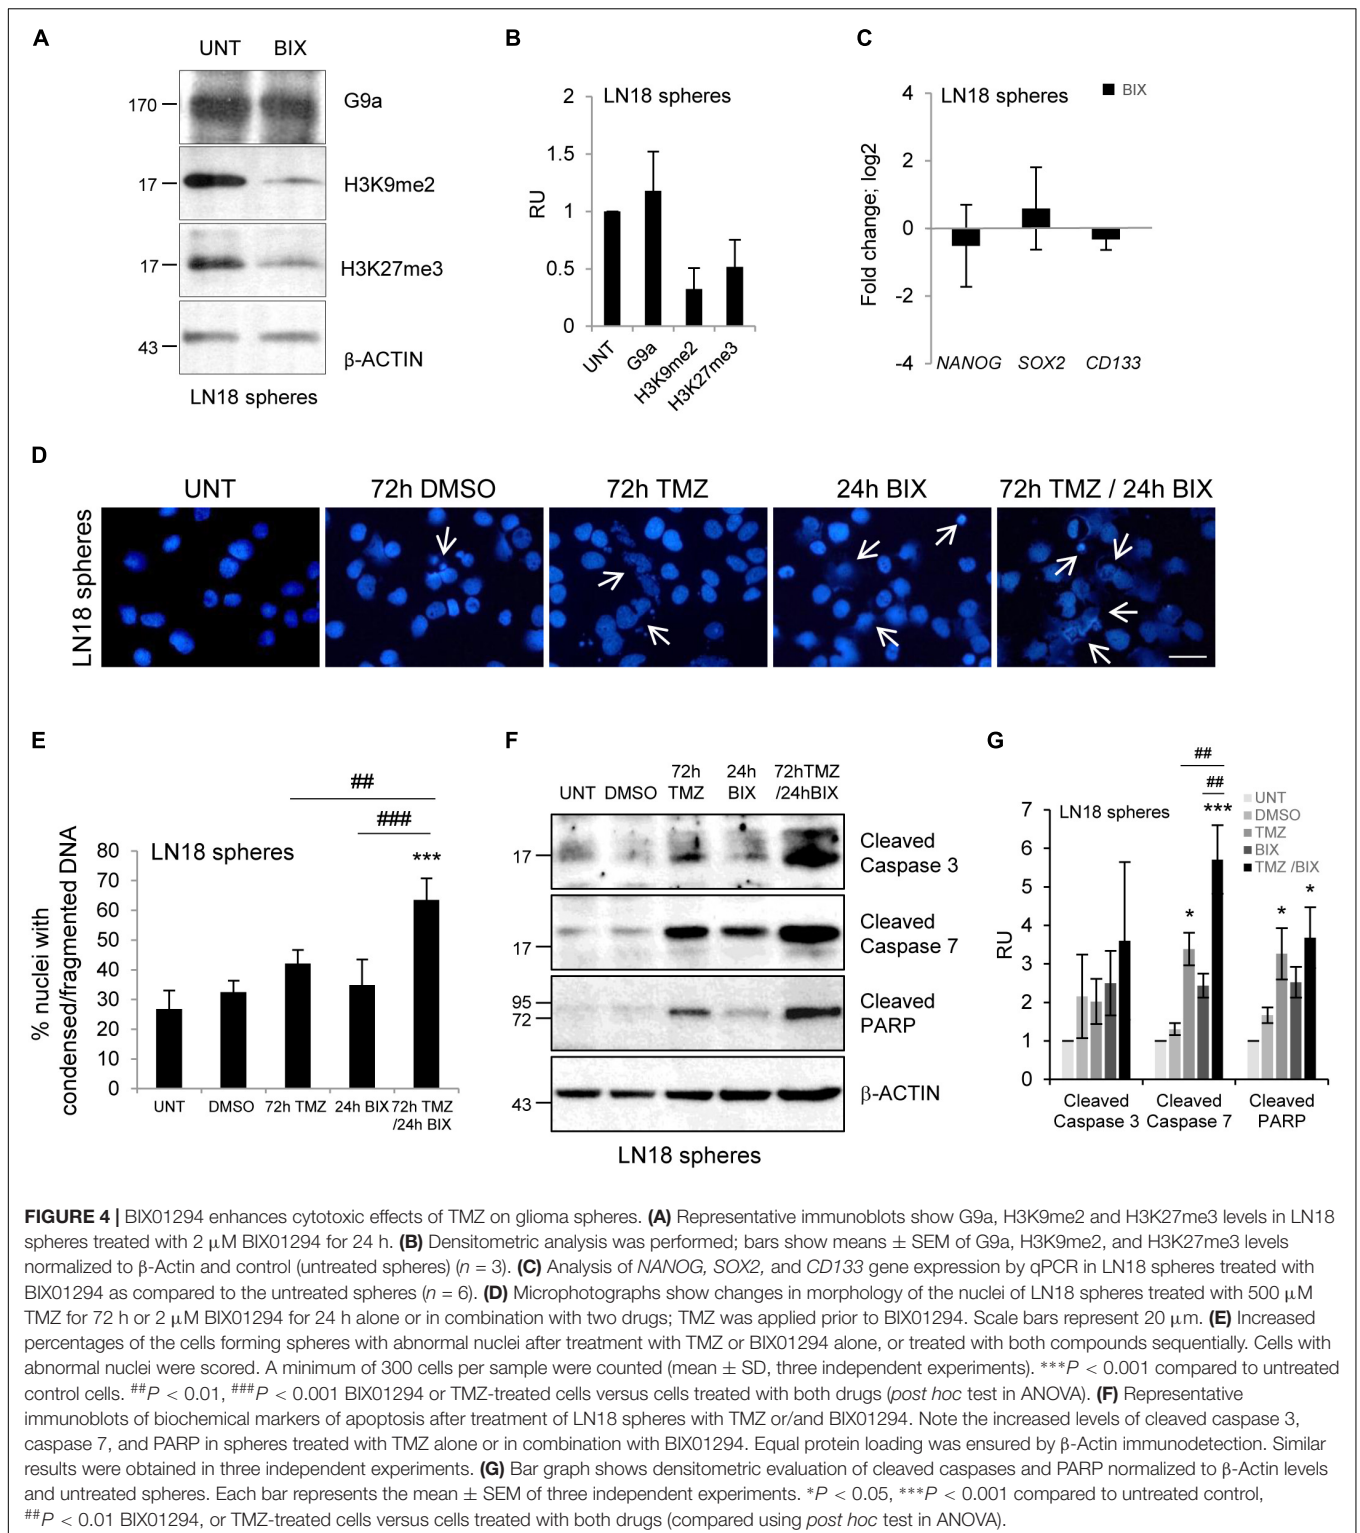 A
UNT BIX
170
G9a
17
H3K9me2
17
H3K27me3
43
β-ACTIN
LN18 spheres
B
LN18 spheres
2
1.5
1
0.5
0
RU
UNT
G9a
H3K9me2
H3K27me3
C
LN18 spheres
BIX
4
2
0
-2
-4
Fold change; log2
NANOG SOX2 CD133
D
UNT 72h DMSO 72h TMZ 24h BIX 72h TMZ / 24h BIX
LN18 spheres
E
##
###
***
LN18 spheres
80
70
60
50
40
30
20
10
0
% nuclei with
condensed/fragmented DNA
UNT DMSO 72h TMZ 24h BIX 72h TMZ
/24h BIX
F
72h 24h 72hTMZ
UNT DMSO TMZ BIX /24hBIX
17
Cleaved
Caspase 3
17
Cleaved
Caspase 7
95
72
Cleaved
PARP
43
β-ACTIN
LN18 spheres
G
##
##
***
*
*
*
LN18 spheres
UNT
DMSO
TMZ
BIX
TMZ /BIX
7
6
5
4
3
2
1
0
RU
Cleaved Cleaved Cleaved
Caspase 3 Caspase 7 PARP
FIGURE 4 | BIX01294 enhances cytotoxic effects of TMZ on glioma spheres. (A) Representative immunoblots show G9a, H3K9me2 and H3K27me3 levels in LN18
spheres treated with 2 μM BIX01294 for 24 h. (B) Densitometric analysis was performed; bars show means ± SEM of G9a, H3K9me2, and H3K27me3 levels
normalized to β-Actin and control (untreated spheres) (n = 3). (C) Analysis of NANOG, SOX2, and CD133 gene expression by qPCR in LN18 spheres treated with
BIX01294 as compared to the untreated spheres (n = 6). (D) Microphotographs show changes in morphology of the nuclei of LN18 spheres treated with 500 μM
TMZ for 72 h or 2 μM BIX01294 for 24 h alone or in combination with two drugs; TMZ was applied prior to BIX01294. Scale bars represent 20 μm. (E) Increased
percentages of the cells forming spheres with abnormal nuclei after treatment with TMZ or BIX01294 alone, or treated with both compounds sequentially. Cells with
abnormal nuclei were scored. A minimum of 300 cells per sample were counted (mean ± SD, three independent experiments). ***P < 0.001 compared to untreated
control cells. ##P < 0.01, ###P < 0.001 BIX01294 or TMZ-treated cells versus cells treated with both drugs (post hoc test in ANOVA). (F) Representative
immunoblots of biochemical markers of apoptosis after treatment of LN18 spheres with TMZ or/and BIX01294. Note the increased levels of cleaved caspase 3,
caspase 7, and PARP in spheres treated with TMZ alone or in combination with BIX01294. Equal protein loading was ensured by β-Actin immunodetection. Similar
results were obtained in three independent experiments. (G) Bar graph shows densitometric evaluation of cleaved caspases and PARP normalized to β-Actin levels
and untreated spheres. Each bar represents the mean ± SEM of three independent experiments. *P < 0.05, ***P < 0.001 compared to untreated control,
##P < 0.01 BIX01294, or TMZ-treated cells versus cells treated with both drugs (compared using post hoc test in ANOVA).